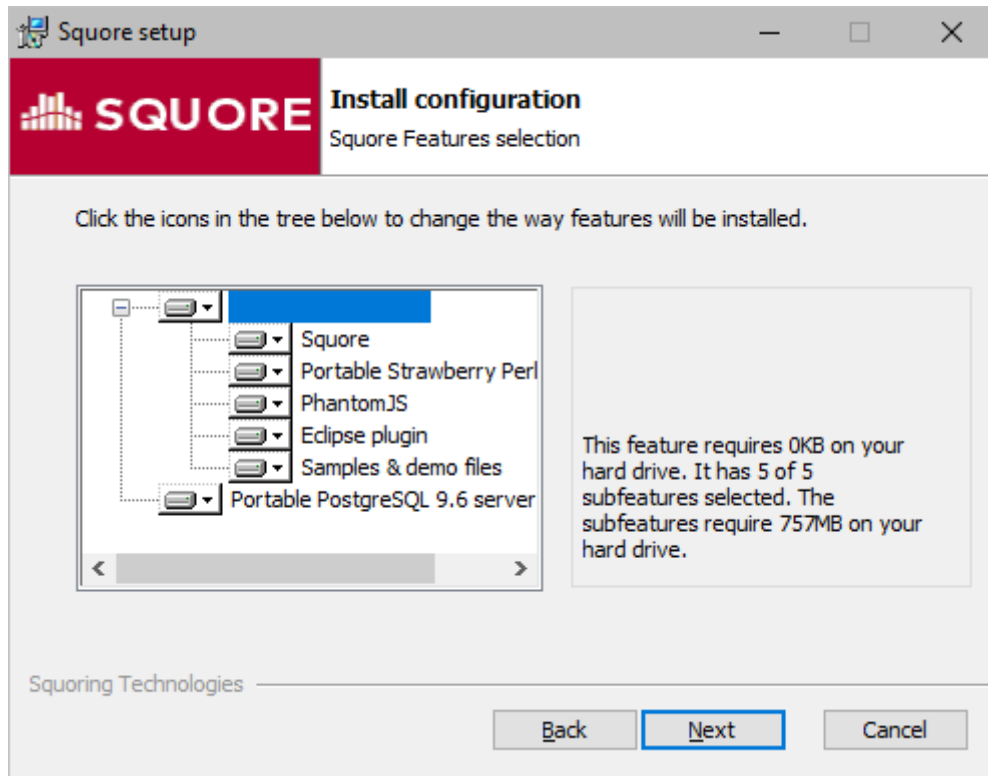 Squore setup
SQUORE
Install configuration
Squore Features selection
Click the icons in the tree below to change the way features will be installed.
Squore
Portable Strawberry Perl
PhantomJS
Eclipse plugin
Samples & demo files
Portable PostgreSQL 9.6 server
This feature requires 0KB on your
hard drive. It has 5 of 5
subfeatures selected. The
subfeatures require 757MB on your
hard drive.
Squoring Technologies
Back
Next
Cancel